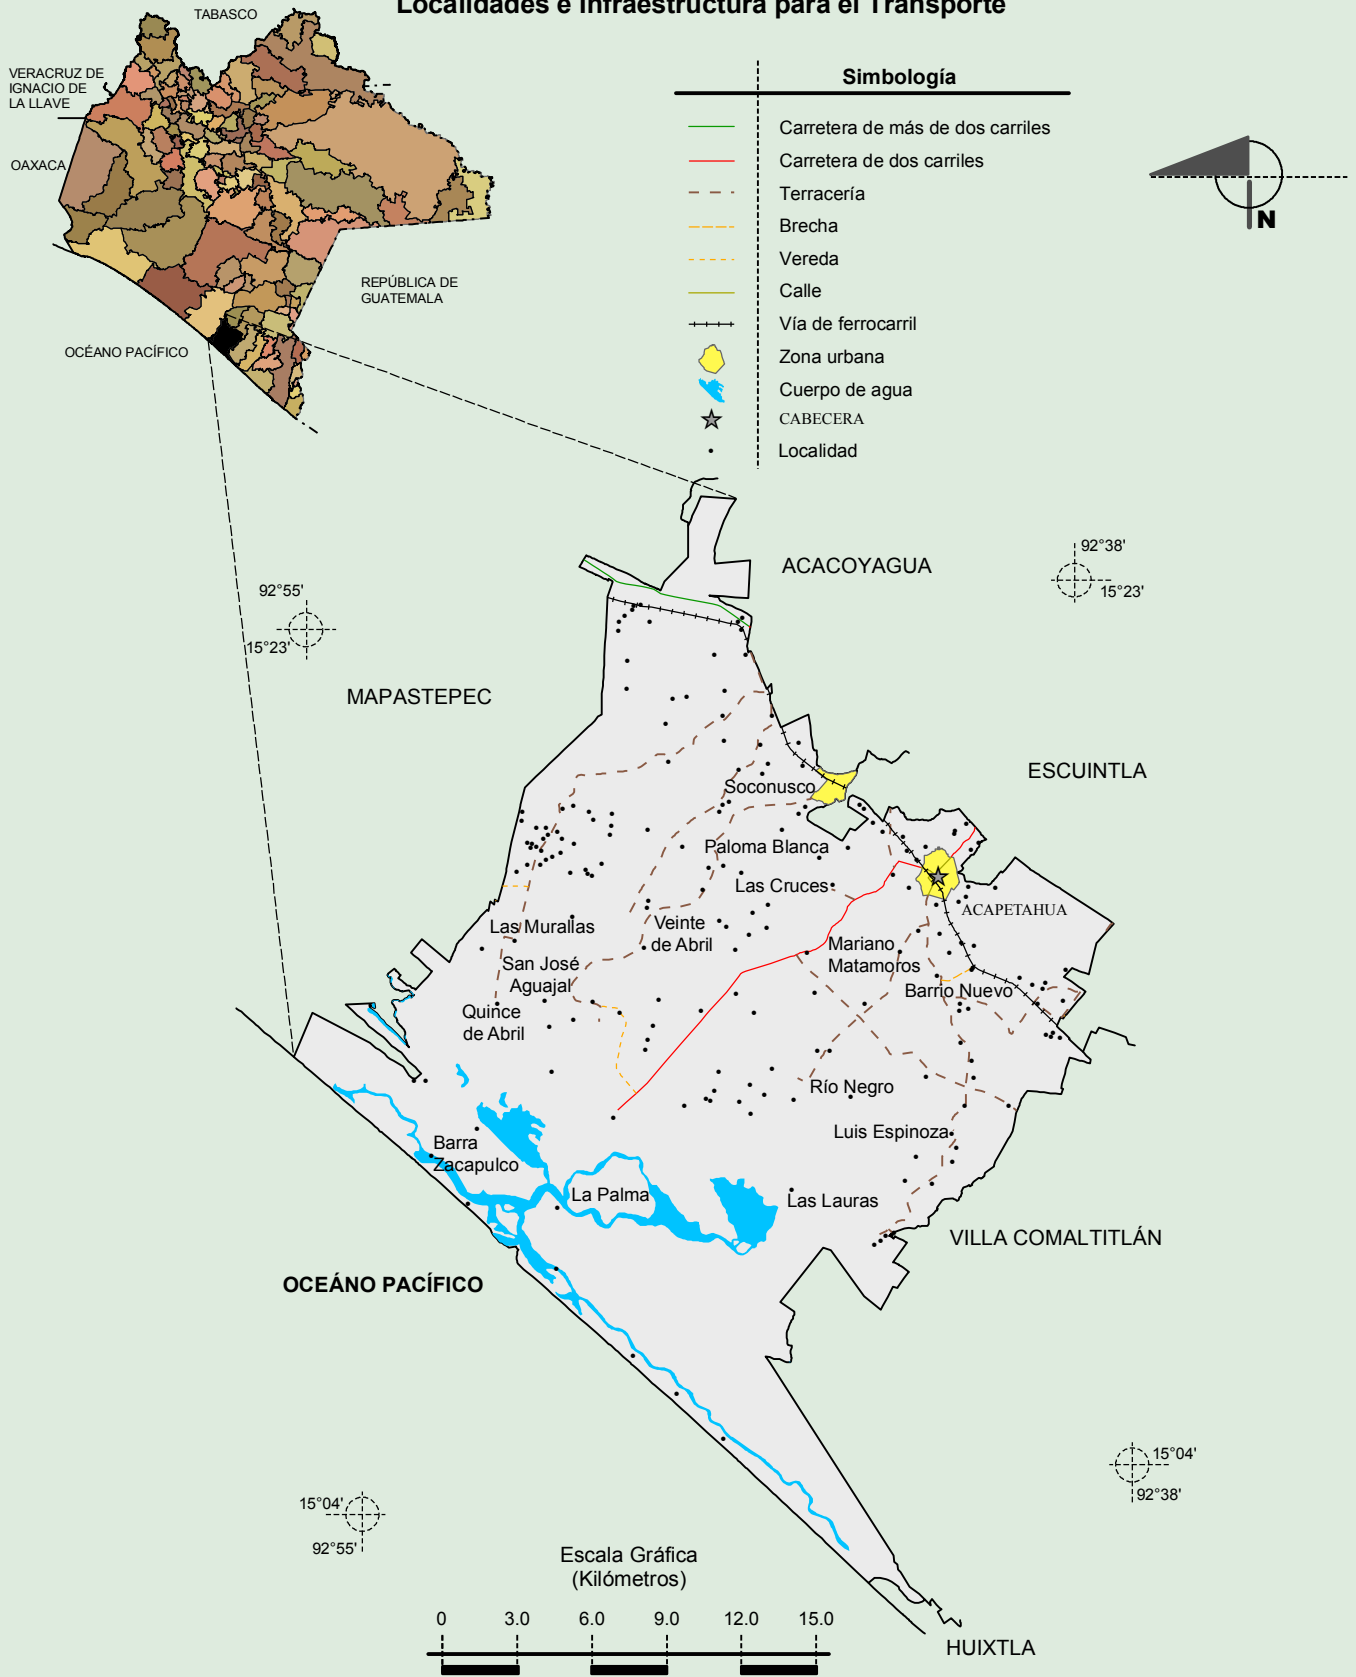 Localidades e Infraestructura para el Transporte
TABASCO
VERACRUZ DE
IGNACIO DE
LA LLAVE
OAXACA
REPÚBLICA DE
GUATEMALA
OCÉANO PACÍFICO
Simbología
Carretera de más de dos carriles
Carretera de dos carriles
Terracería
Brecha
Vereda
Calle
Vía de ferrocarril
Zona urbana
Cuerpo de agua
CABECERA
Localidad
N
92°38'
15°23'
92°55'
15°23'
ACACOYAGUA
MAPASTEPEC
ESCUINTLA
Soconusco
Paloma Blanca
Las Cruces
ACAPETAHUA
Las Murallas
Veinte
de Abril
Mariano
Matamoros
San José
Aguajal
Barrio Nuevo
Quince
de Abril
Río Negro
Luis Espinoza
Barra
Zacapulco
La Palma
Las Lauras
VILLA COMALTITLÁN
OCEÁNO PACÍFICO
15°04'
92°38'
15°04'
92°55'
Escala Gráfica
(Kilómetros)
0 3.0 6.0 9.0 12.0 15.0
HUIXTLA